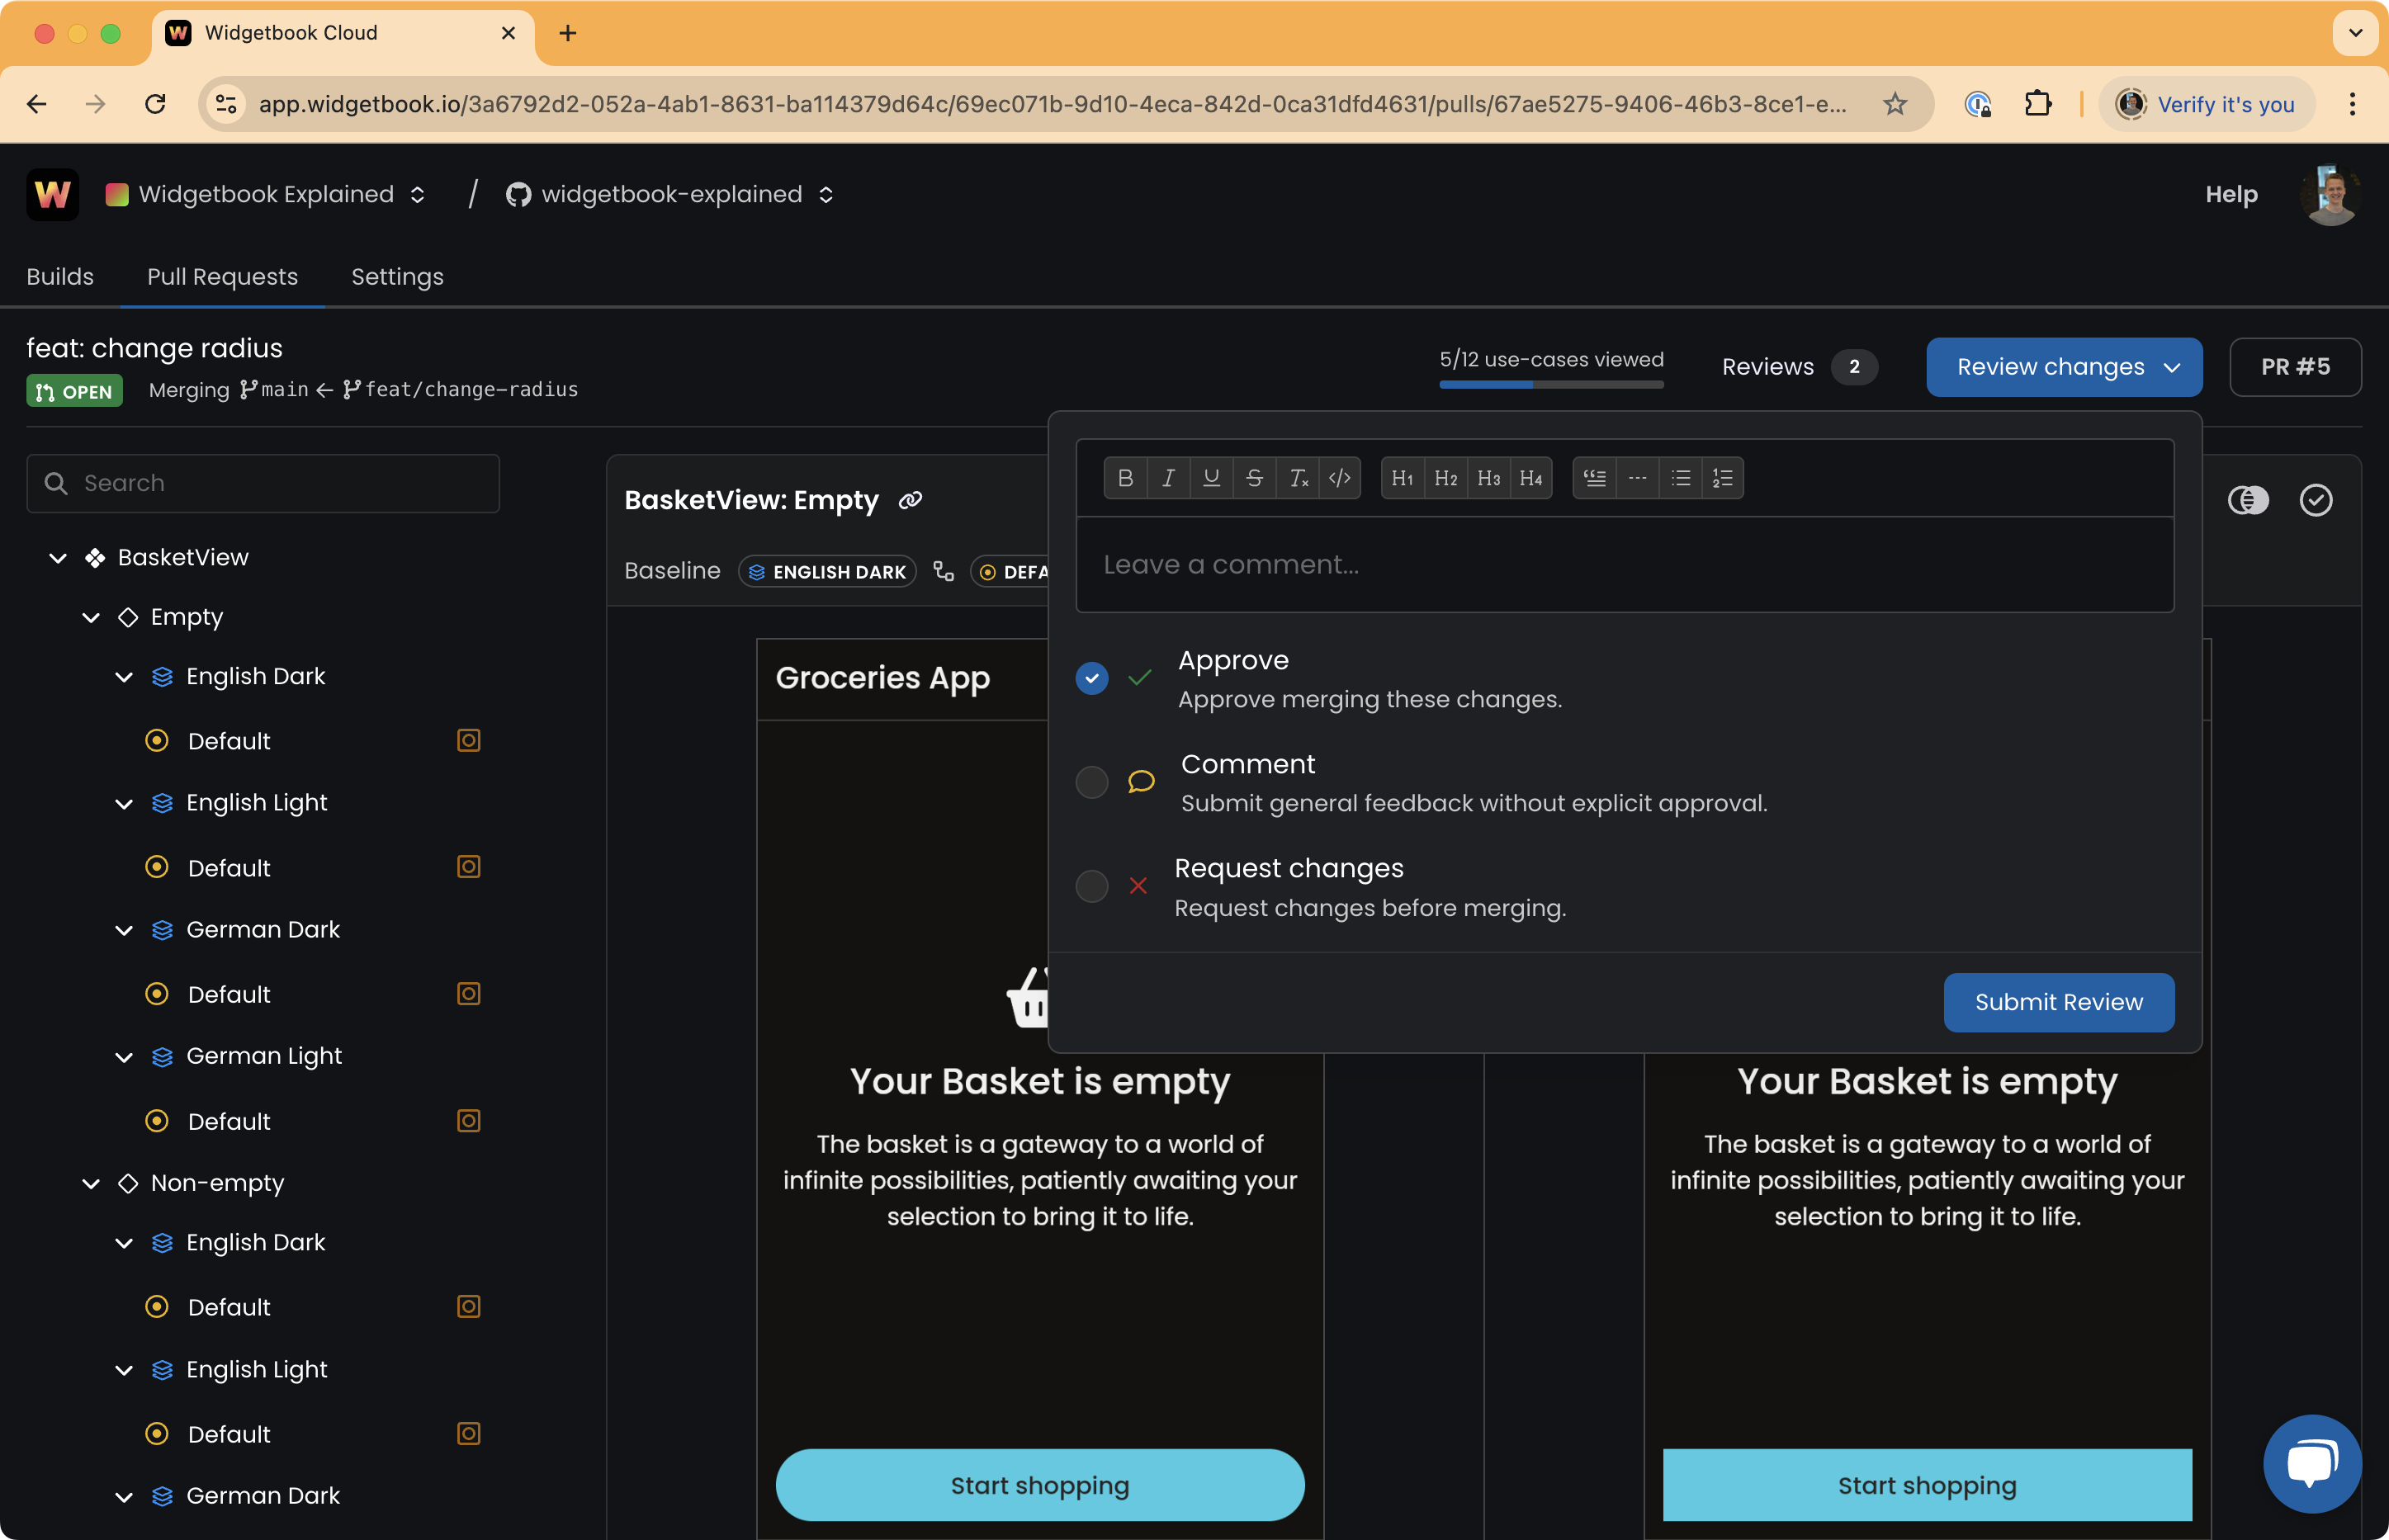 Widgetbook Cloud
app.widgetbook.io/3a6792d2-052a-4ab1-8631-ba114379d64c/69ec071b-9d10-4eca-842d-0ca31dfd4631/pulls/67ae5275-9406-46b3-8ce1-e...
Verify it's you
W Widgetbook Explained / widgetbook-explained
Help
Builds Pull Requests Settings
feat: change radius
OPEN Merging main ← feat/change-radius
5/12 use-cases viewed
Reviews 2
Review changes
PR #5
Search
BasketView
Empty
English Dark
Default
English Light
Default
German Dark
Default
German Light
Default
Non-empty
English Dark
Default
English Light
Default
German Dark
BasketView: Empty
Baseline ENGLISH DARK DEFA
B I U S Tx </> H1 H2 H3 H4
Leave a comment...
Approve
Approve merging these changes.
Comment
Submit general feedback without explicit approval.
Request changes
Request changes before merging.
Submit Review
Groceries App
Your Basket is empty
The basket is a gateway to a world of
infinite possibilities, patiently awaiting your
selection to bring it to life.
Start shopping
Your Basket is empty
The basket is a gateway to a world of
infinite possibilities, patiently awaiting your
selection to bring it to life.
Start shopping